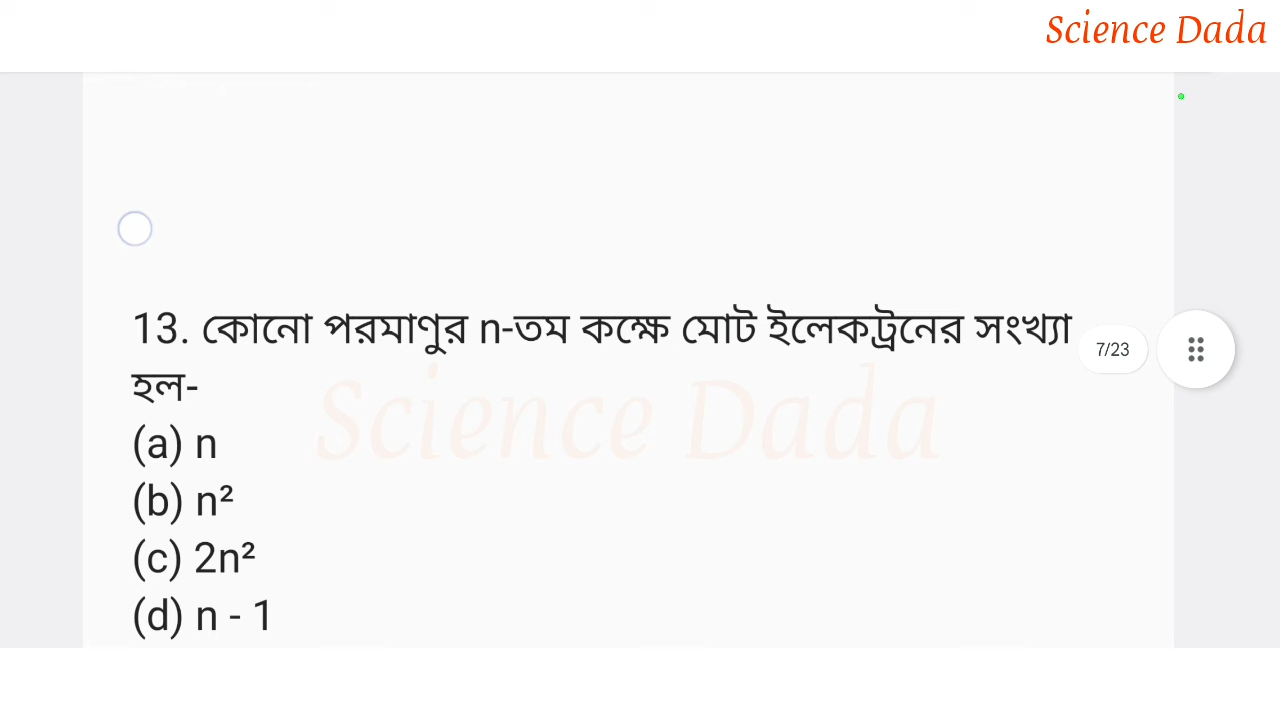 Science Dada
13. কোনো পরমাণুর n-তম কক্ষে মোট ইলেকট্রনের সংখ্যা
7/23
হল-
Science Dada
(a) n
(b) n²
(c) 2n²
(d) n - 1